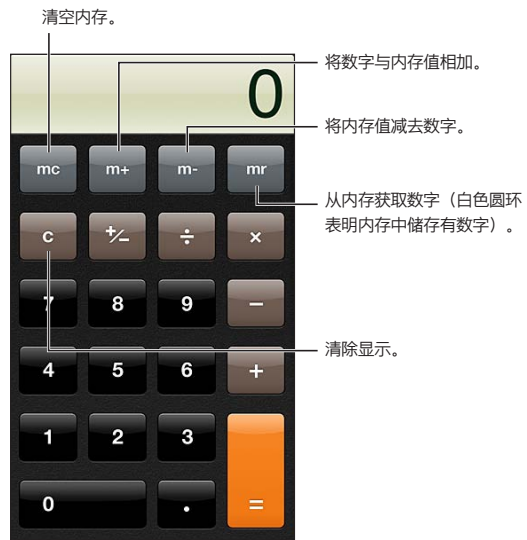 清空内存。
将数字与内存值相加。
0
将内存值减去数字。
mc m+ m- mr
从内存获取数字（白色圆环
表明内存中储存有数字）。
c +/− ÷ ×
7 8 9 −
清除显示。
4 5 6 +
1 2 3
0 . =